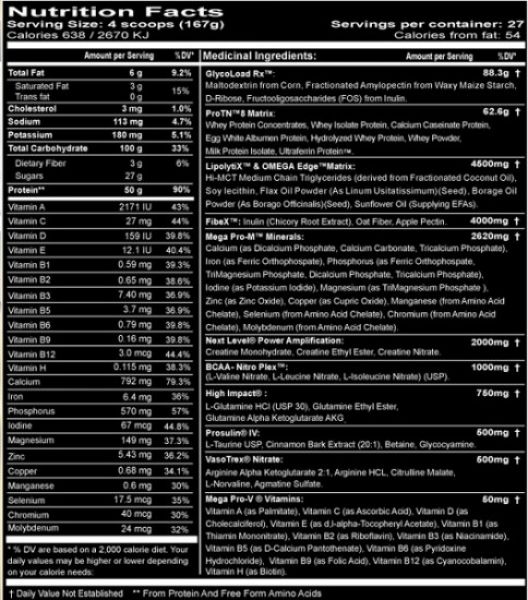 Nutrition Facts
Serving Size: 4 scoops (167g)
Servings per container: 27
Calories 638 / 2670 KJ
Calories from fat: 54
Amount per Serving %DV*
Total Fat 6 g 9.2%
Saturated Fat 3 g 15%
Trans fat 0 g
Cholesterol 3 mg 1.0%
Sodium 113 mg 4.7%
Potassium 180 mg 5.1%
Total Carbohydrate 100 g 33%
Dietary Fiber 3 g 6%
Sugars 27 g
Protein** 50 g 90%
Vitamin A 2171 IU 43%
Vitamin C 27 mg 44%
Vitamin D 159 IU 39.8%
Vitamin E 12.1 IU 40.4%
Vitamin B1 0.59 mg 39.3%
Vitamin B2 0.65 mg 38.6%
Vitamin B3 7.40 mg 36.9%
Vitamin B5 3.7 mg 36.9%
Vitamin B6 0.79 mg 39.8%
Vitamin B9 0.16 mg 39.8%
Vitamin B12 3.0 mcg 44.4%
Vitamin H 0.115 mg 38.3%
Calcium 792 mg 79.3%
Iron 6.4 mg 36%
Phosphorus 570 mg 57%
Iodine 67 mcg 44.8%
Magnesium 149 mg 37.3%
Zinc 5.43 mg 36.2%
Copper 0.68 mg 34.1%
Manganese 0.6 mg 30%
Selenium 17.5 mcg 35%
Chromium 40 mcg 30%
Molybdenum 24 mcg 32%
* % DV are based on a 2,000 calorie diet. Your
daily values may be higher or lower depending
on your calorie needs:
Medicinal Ingredients: Amount per Serving %DV*
GlycoLoad Rx™: 88.3g †
Maltodextrin from Corn, Fractionated Amylopectin from Waxy Maize Starch,
D-Ribose, Fructooligosaccharides (FOS) from Inulin.
ProTN™8 Matrix: 62.6g †
Whey Protein Concentrates, Whey Isolate Protein, Calcium Caseinate Protein,
Egg White Albumen Protein, Hydrolyzed Whey Protein, Whey Powder,
Milk Protein Isolate, Ultraferrin Protein™.
LipolytiX™ & OMEGA Edge™Matrix: 4500mg †
Hi-MCT Medium Chain Triglycerides (derived from Fractionated Coconut Oil),
Soy lecithin, Flax Oil Powder (As Linum Usitatissimum)(Seed), Borage Oil
Powder (As Borago Officinalis)(Seed), Sunflower Oil (Supplying EFAs).
FibeX™: Inulin (Chicory Root Extract), Oat Fiber, Apple Pectin. 4000mg †
Mega Pro-M™ Minerals: 2620mg †
Calcium (as Dicalcium Phosphate, Calcium Carbonate, Tricalcium Phosphate),
Iron (as Ferric Orthophosphate), Phosphorus (as Ferric Orthophosphate,
TriMagnesium Phosphate, Dicalcium Phosphate, Tricalcium Phosphate),
Iodine (as Potassium Iodide), Magnesium (as TriMagnesium Phosphate ),
Zinc (as Zinc Oxide), Copper (as Cupric Oxide), Manganese (from Amino Acid
Chelate), Selenium (from Amino Acid Chelate), Chromium (from Amino Acid
Chelate), Molybdenum (from Amino Acid Chelate).
Next Level® Power Amplification: 2000mg †
Creatine Monohydrate, Creatine Ethyl Ester, Creatine Nitrate.
BCAA- Nitro Plex™: 1000mg †
(L-Valine Nitrate, L-Leucine Nitrate, L-Isoleucine Nitrate) (USP).
High Impact® : 750mg †
L-Glutamine HCl (USP 30), Glutamine Ethyl Ester,
Glutamine Alpha Ketoglutarate AKG
Prosulin® IV: 500mg †
L-Taurine USP, Cinnamon Bark Extract (20:1), Betaine, Glycocyamine.
VasoTrex® Nitrate: 500mg †
Arginine Alpha Ketoglutarate 2:1, Arginine HCL, Citrulline Malate,
L-Norvaline, Agmatine Sulfate.
Mega Pro-V ® Vitamins: 50mg †
Vitamin A (as Palmitate), Vitamin C (as Ascorbic Acid), Vitamin D (as
Cholecalciferol), Vitamin E (as d,l-alpha-Tocopheryl Acetate), Vitamin B1 (as
Thiamin Mononitrate), Vitamin B2 (as Riboflavin), Vitamin B3 (as Niacinamide),
Vitamin B5 (as D-Calcium Pantothenate), Vitamin B6 (as Pyridoxine
Hydrochloride), Vitamin B9 (as Folic Acid), Vitamin B12 (as Cyanocobalamin),
Vitamin H (as Biotin).
† Daily Value Not Established ** From Protein And Free Form Amino Acids